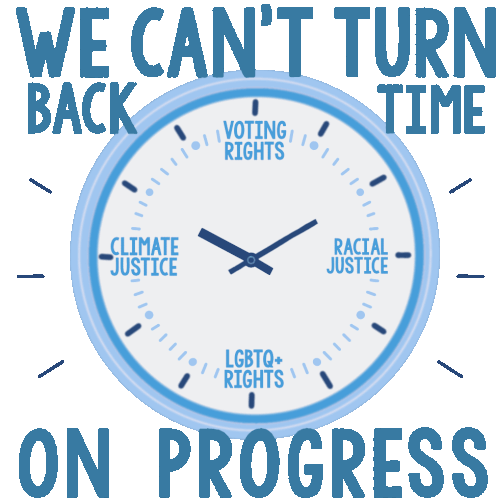 WE CAN'T TURN
BACK TIME
VOTING
RIGHTS
CLIMATE
JUSTICE
RACIAL
JUSTICE
LGBTQ+
RIGHTS
ON PROGRESS